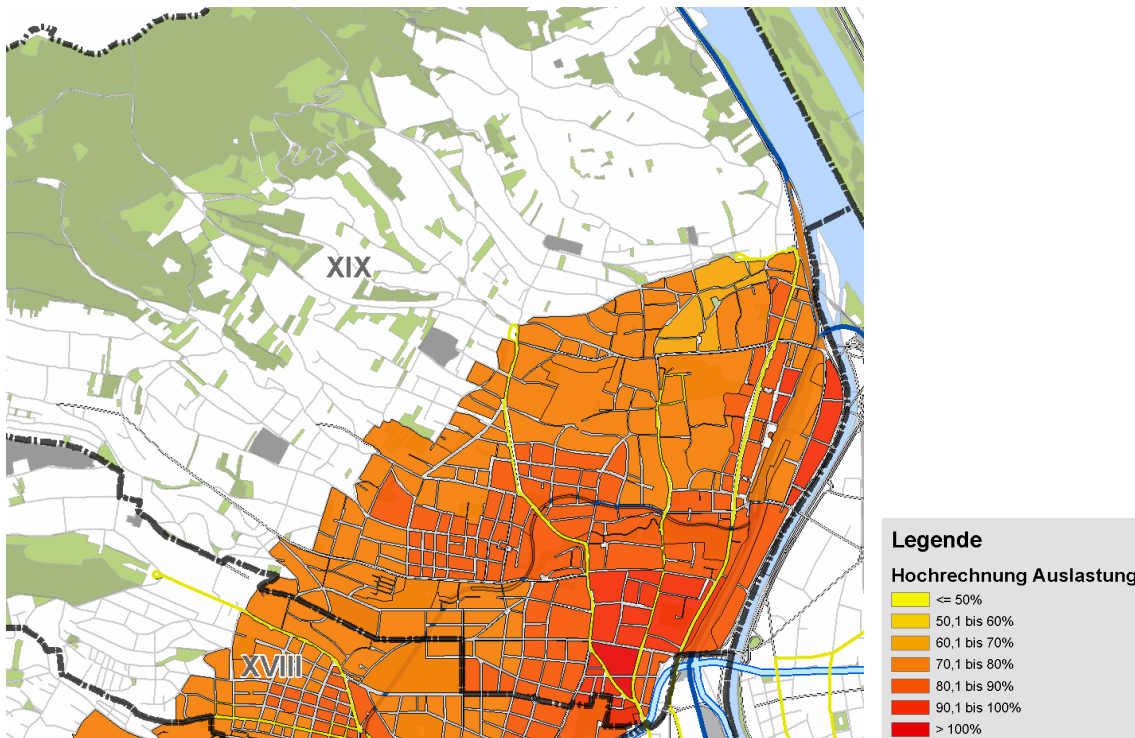 XIX
XVIII
Legende
Hochrechnung Auslastung
<= 50%
50,1 bis 60%
60,1 bis 70%
70,1 bis 80%
80,1 bis 90%
90,1 bis 100%
> 100%